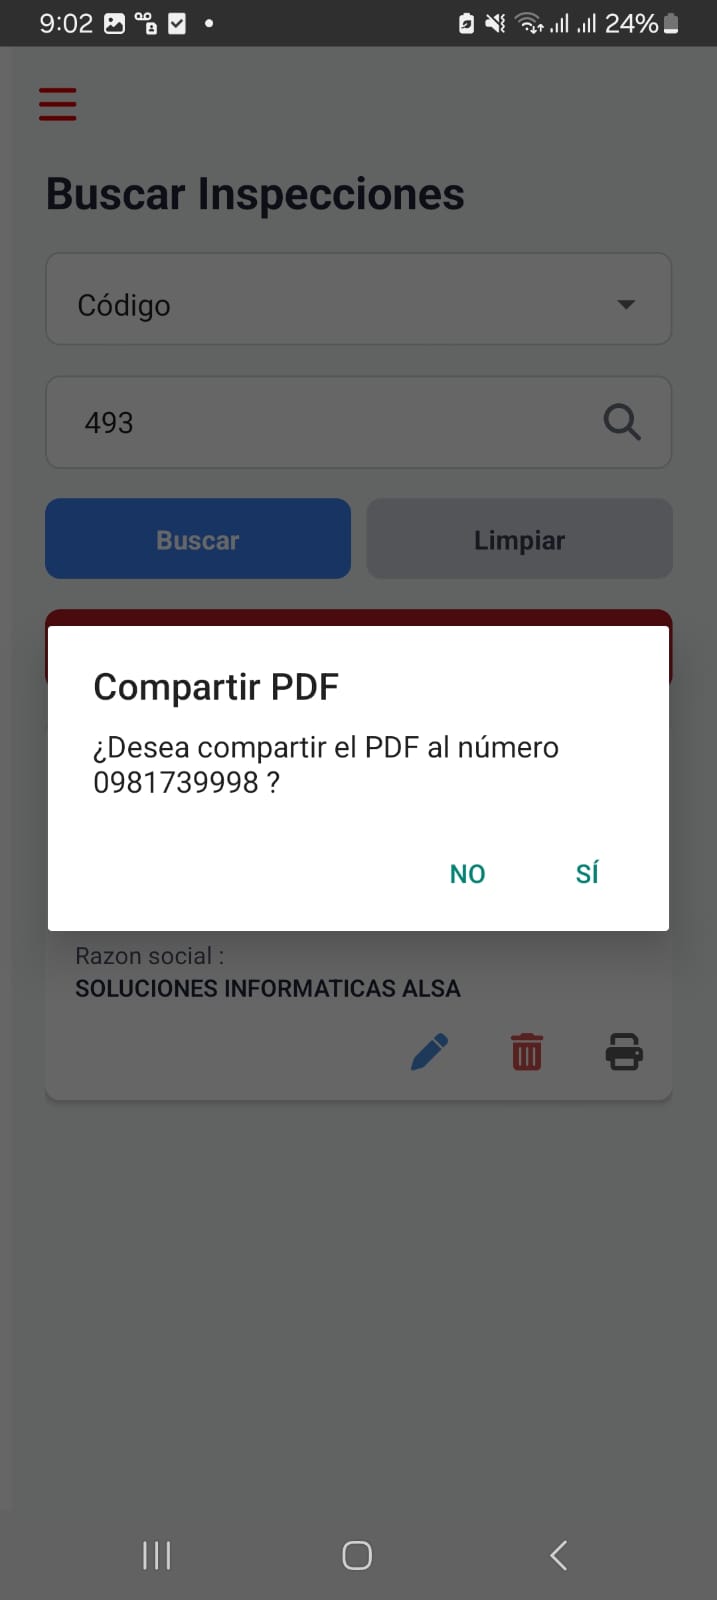 9:02
24%
Buscar Inspecciones
Código
493
Buscar
Limpiar
Compartir PDF
¿Desea compartir el PDF al número
0981739998 ?
NO
SÍ
Razon social :
SOLUCIONES INFORMATICAS ALSA